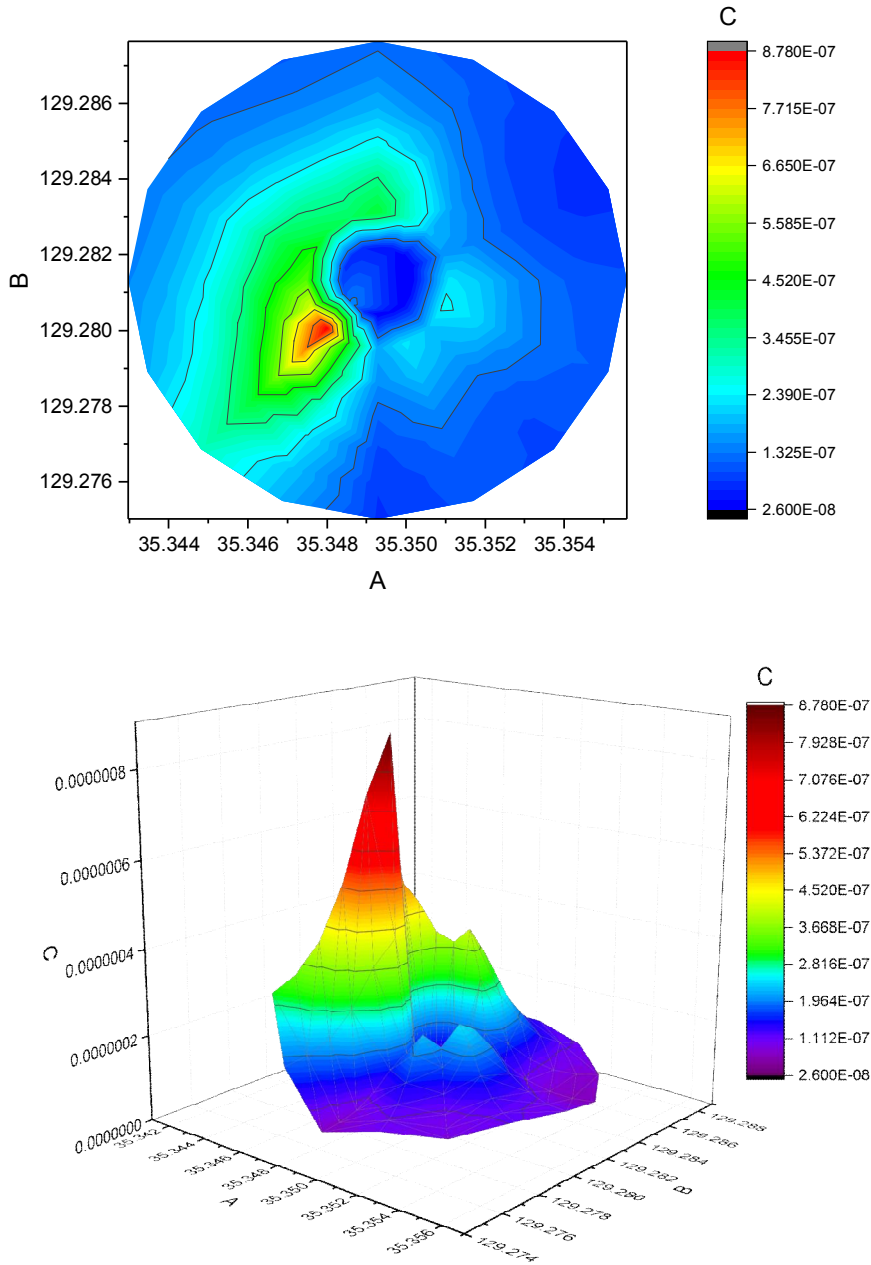 C
8.780E-07
7.715E-07
6.650E-07
5.585E-07
4.520E-07
3.455E-07
2.390E-07
1.325E-07
2.600E-08
129.286
129.284
129.282
129.280
129.278
129.276
B
35.344 35.346 35.348 35.350 35.352 35.354
A
C
8.780E-07
7.928E-07
7.076E-07
6.224E-07
5.372E-07
4.520E-07
3.668E-07
2.816E-07
1.964E-07
1.112E-07
2.600E-08
0.0000008
0.0000006
0.0000004
0.0000002
0.0000000
C
35.342
35.344
35.346
35.348
35.350
35.352
35.354
35.356
A
129.274
129.276
129.278
129.280
129.282
129.284
129.286
129.288
B